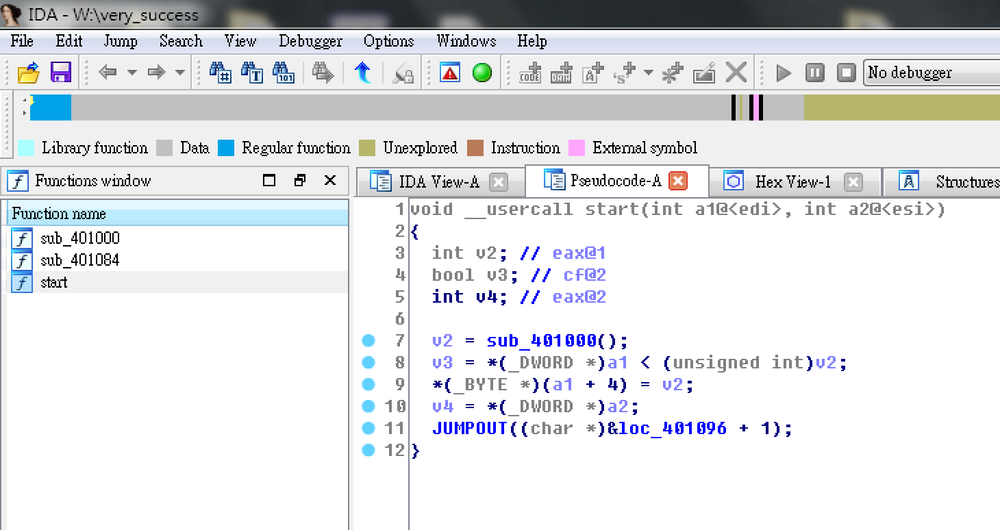 IDA - W:\very_success
File Edit Jump Search View Debugger Options Windows Help
No debugger
Library function Data Regular function Unexplored Instruction External symbol
Functions window
IDA View-A Pseudocode-A Hex View-1 Structures
Function name
sub_401000
sub_401084
start
1 void __usercall start(int a1@<edi>, int a2@<esi>)
2 {
3 int v2; // eax@1
4 bool v3; // cf@2
5 int v4; // eax@2
6
7 v2 = sub_401000();
8 v3 = *(_DWORD *)a1 < (unsigned int)v2;
9 *(_BYTE *)(a1 + 4) = v2;
10 v4 = *(_DWORD *)a2;
11 JUMPOUT((char *)&loc_401096 + 1);
12 }